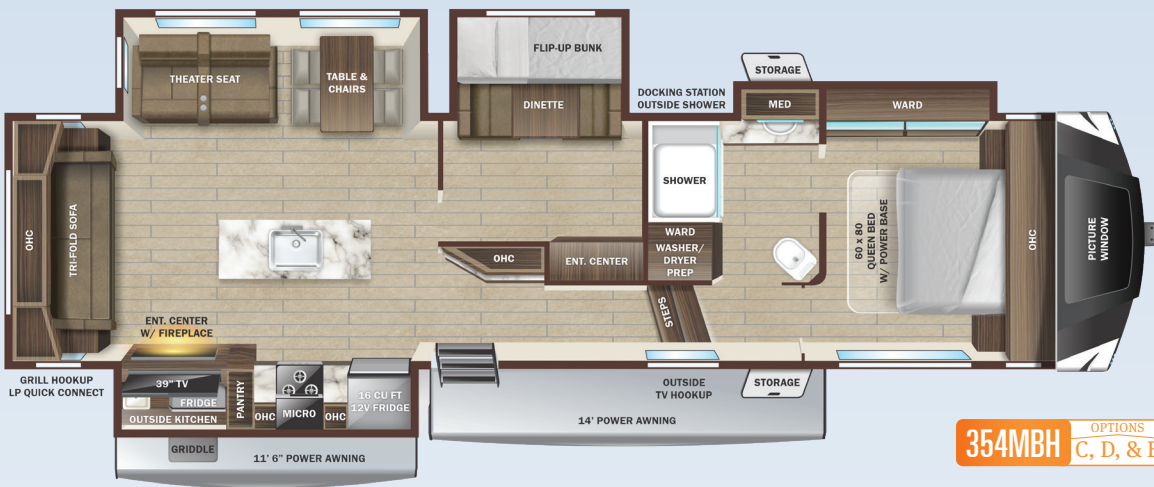 FLIP-UP BUNK
STORAGE
THEATER SEAT
TABLE &
CHAIRS
DOCKING STATION
OUTSIDE SHOWER
DINETTE
MED
WARD
SHOWER
OHC
TRI-FOLD SOFA
WARD
WASHER/
DRYER
PREP
OHC
ENT. CENTER
60 x 80
QUEEN BED
W/ POWER BASE
OHC
PICTURE
WINDOW
STEPS
ENT. CENTER
W/ FIREPLACE
GRILL HOOKUP
LP QUICK CONNECT
39" TV
FRIDGE
OUTSIDE KITCHEN
PANTRY
OHC
MICRO
OHC
16 CU FT
12V FRIDGE
OUTSIDE
TV HOOKUP
STORAGE
14' POWER AWNING
GRIDDLE
11' 6" POWER AWNING
354MBH
OPTIONS
C, D, &